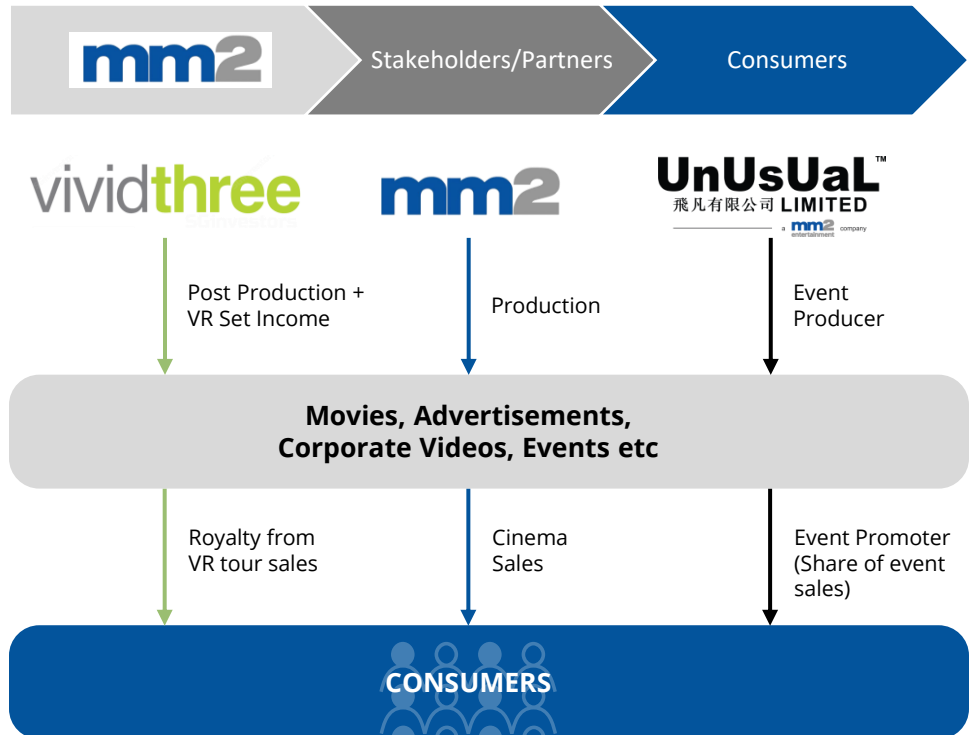 mm2
Stakeholders/Partners
Consumers
vividthree
mm2
UnUsUaL™
飛凡有限公司 LIMITED
a mm2 entertainment company
Post Production +
VR Set Income
Production
Event
Producer
Movies, Advertisements,
Corporate Videos, Events etc
Royalty from
VR tour sales
Cinema
Sales
Event Promoter
(Share of event
sales)
CONSUMERS